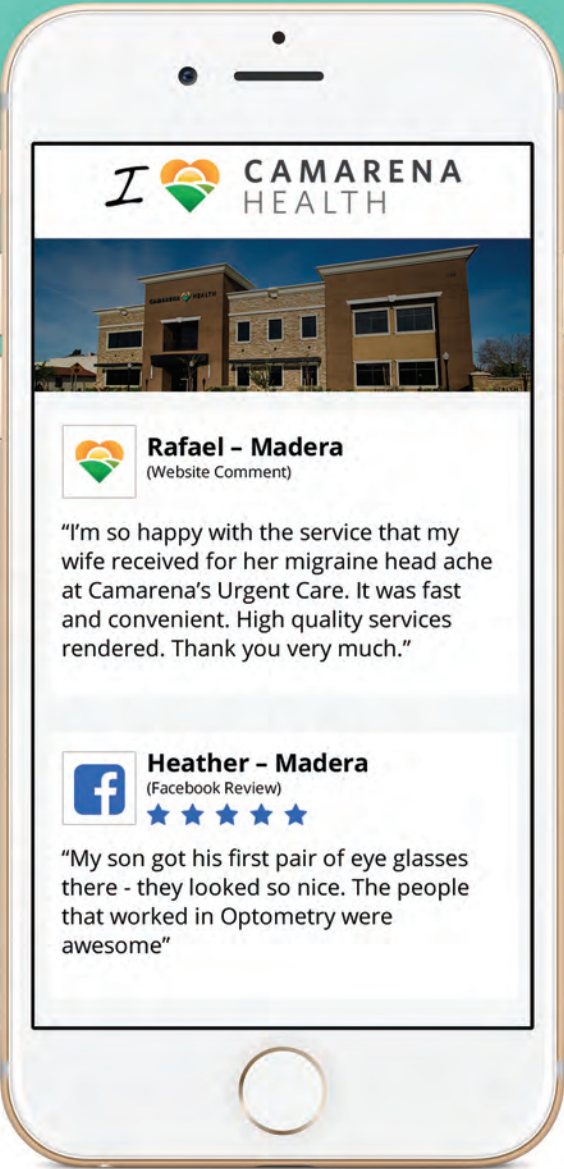 I CAMARENA
HEALTH
CAMARENA HEALTH
Rafael – Madera
(Website Comment)
“I’m so happy with the service that my
wife received for her migraine head ache
at Camarena’s Urgent Care. It was fast
and convenient. High quality services
rendered. Thank you very much.”
Heather – Madera
(Facebook Review)
“My son got his first pair of eye glasses
there - they looked so nice. The people
that worked in Optometry were
awesome”